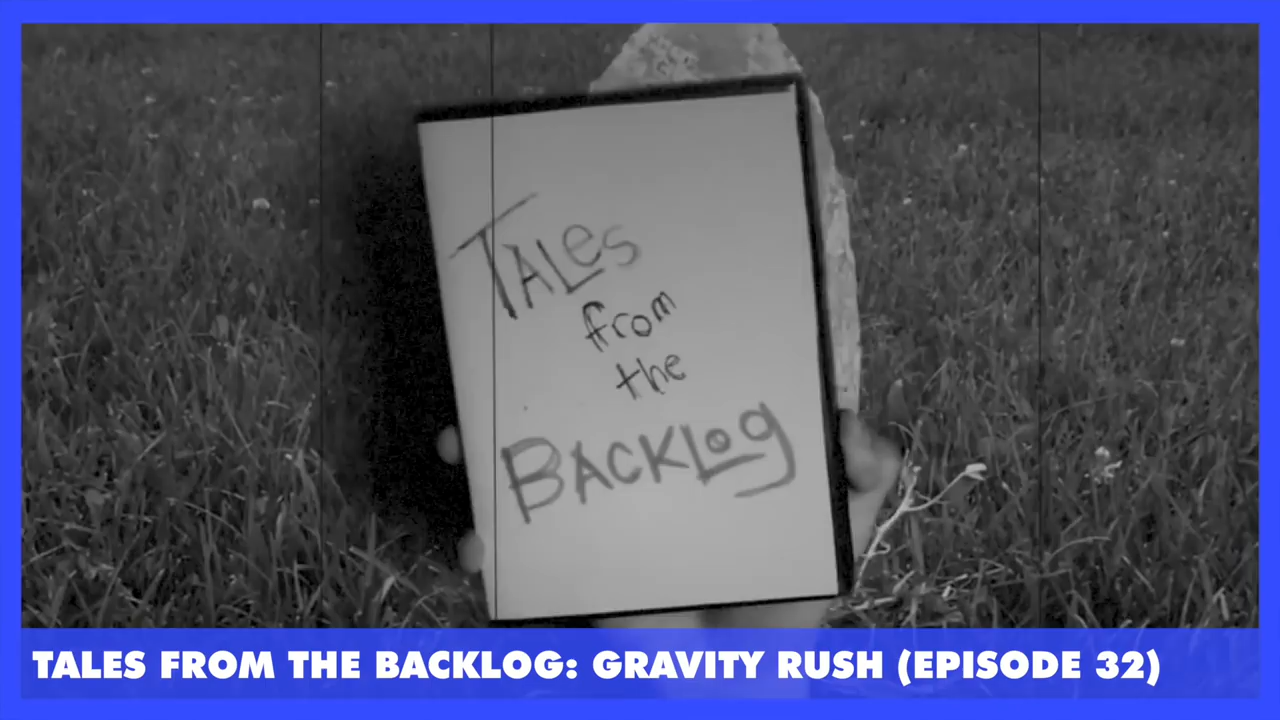 TALes
from
the
BACKLog
TALES FROM THE BACKLOG: GRAVITY RUSH (EPISODE 32)